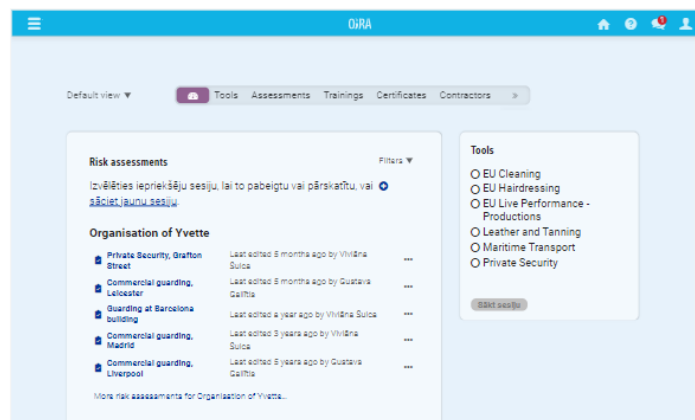 OiRA
1
Default view ▼
Tools Assessments Trainings Certificates Contractors »
Risk assessments
Filters ▼
Izvēlēties iepriekšēju sesiju, lai to pabeigtu vai pārskatītu, vai
sāciet jaunu sesiju.
Organisation of Yvette
Private Security, Grafton
Street
Last edited 5 months ago by Viviāna
Šulca
Commercial guarding,
Leicester
Last edited 5 months ago by Gustavs
Guarding at Barcelona
building
Last edited a year ago by Viviāna Šulca
Commercial guarding,
Madrid
Last edited 3 years ago by Viviāna
Šulca
Commercial guarding,
Liverpool
Last edited 5 years ago by Gustavs
More risk assessments for Organisation of Yvette...
Tools
EU Cleaning
EU Hairdressing
EU Live Performance -
Productions
Leather and Tanning
Maritime Transport
Private Security
Sākt sesiju